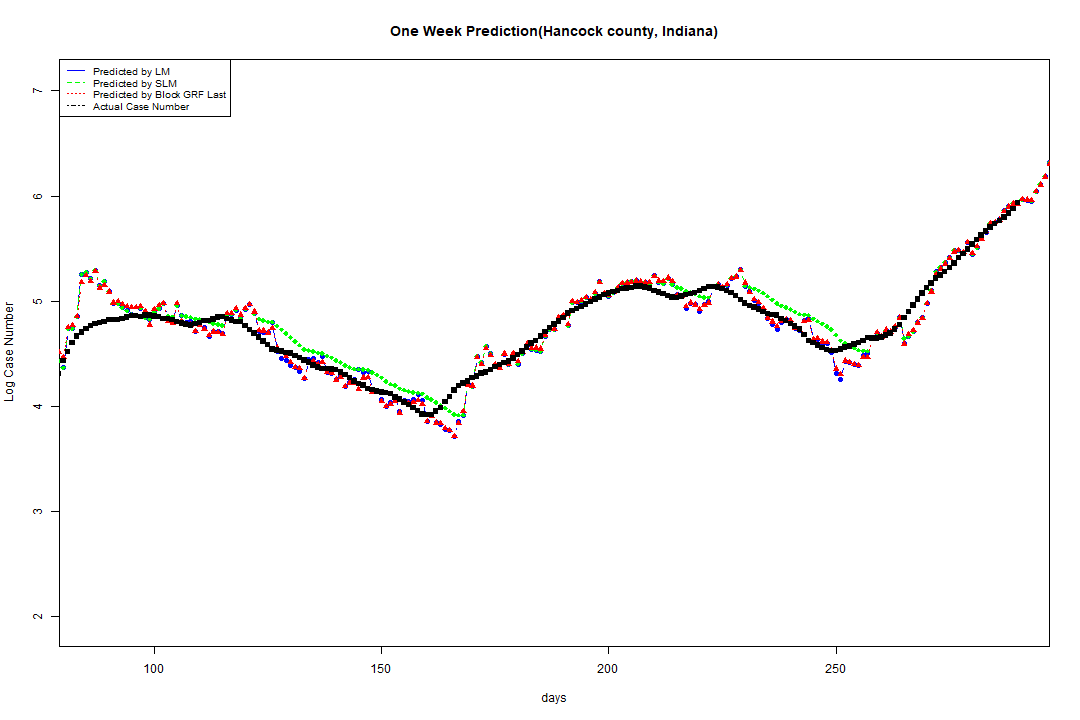 One Week Prediction(Hancock county, Indiana)
Predicted by LM
Predicted by SLM
Predicted by Block GRF Last
Actual Case Number
Log Case Number
7
6
5
4
3
2
100 150 200 250
days